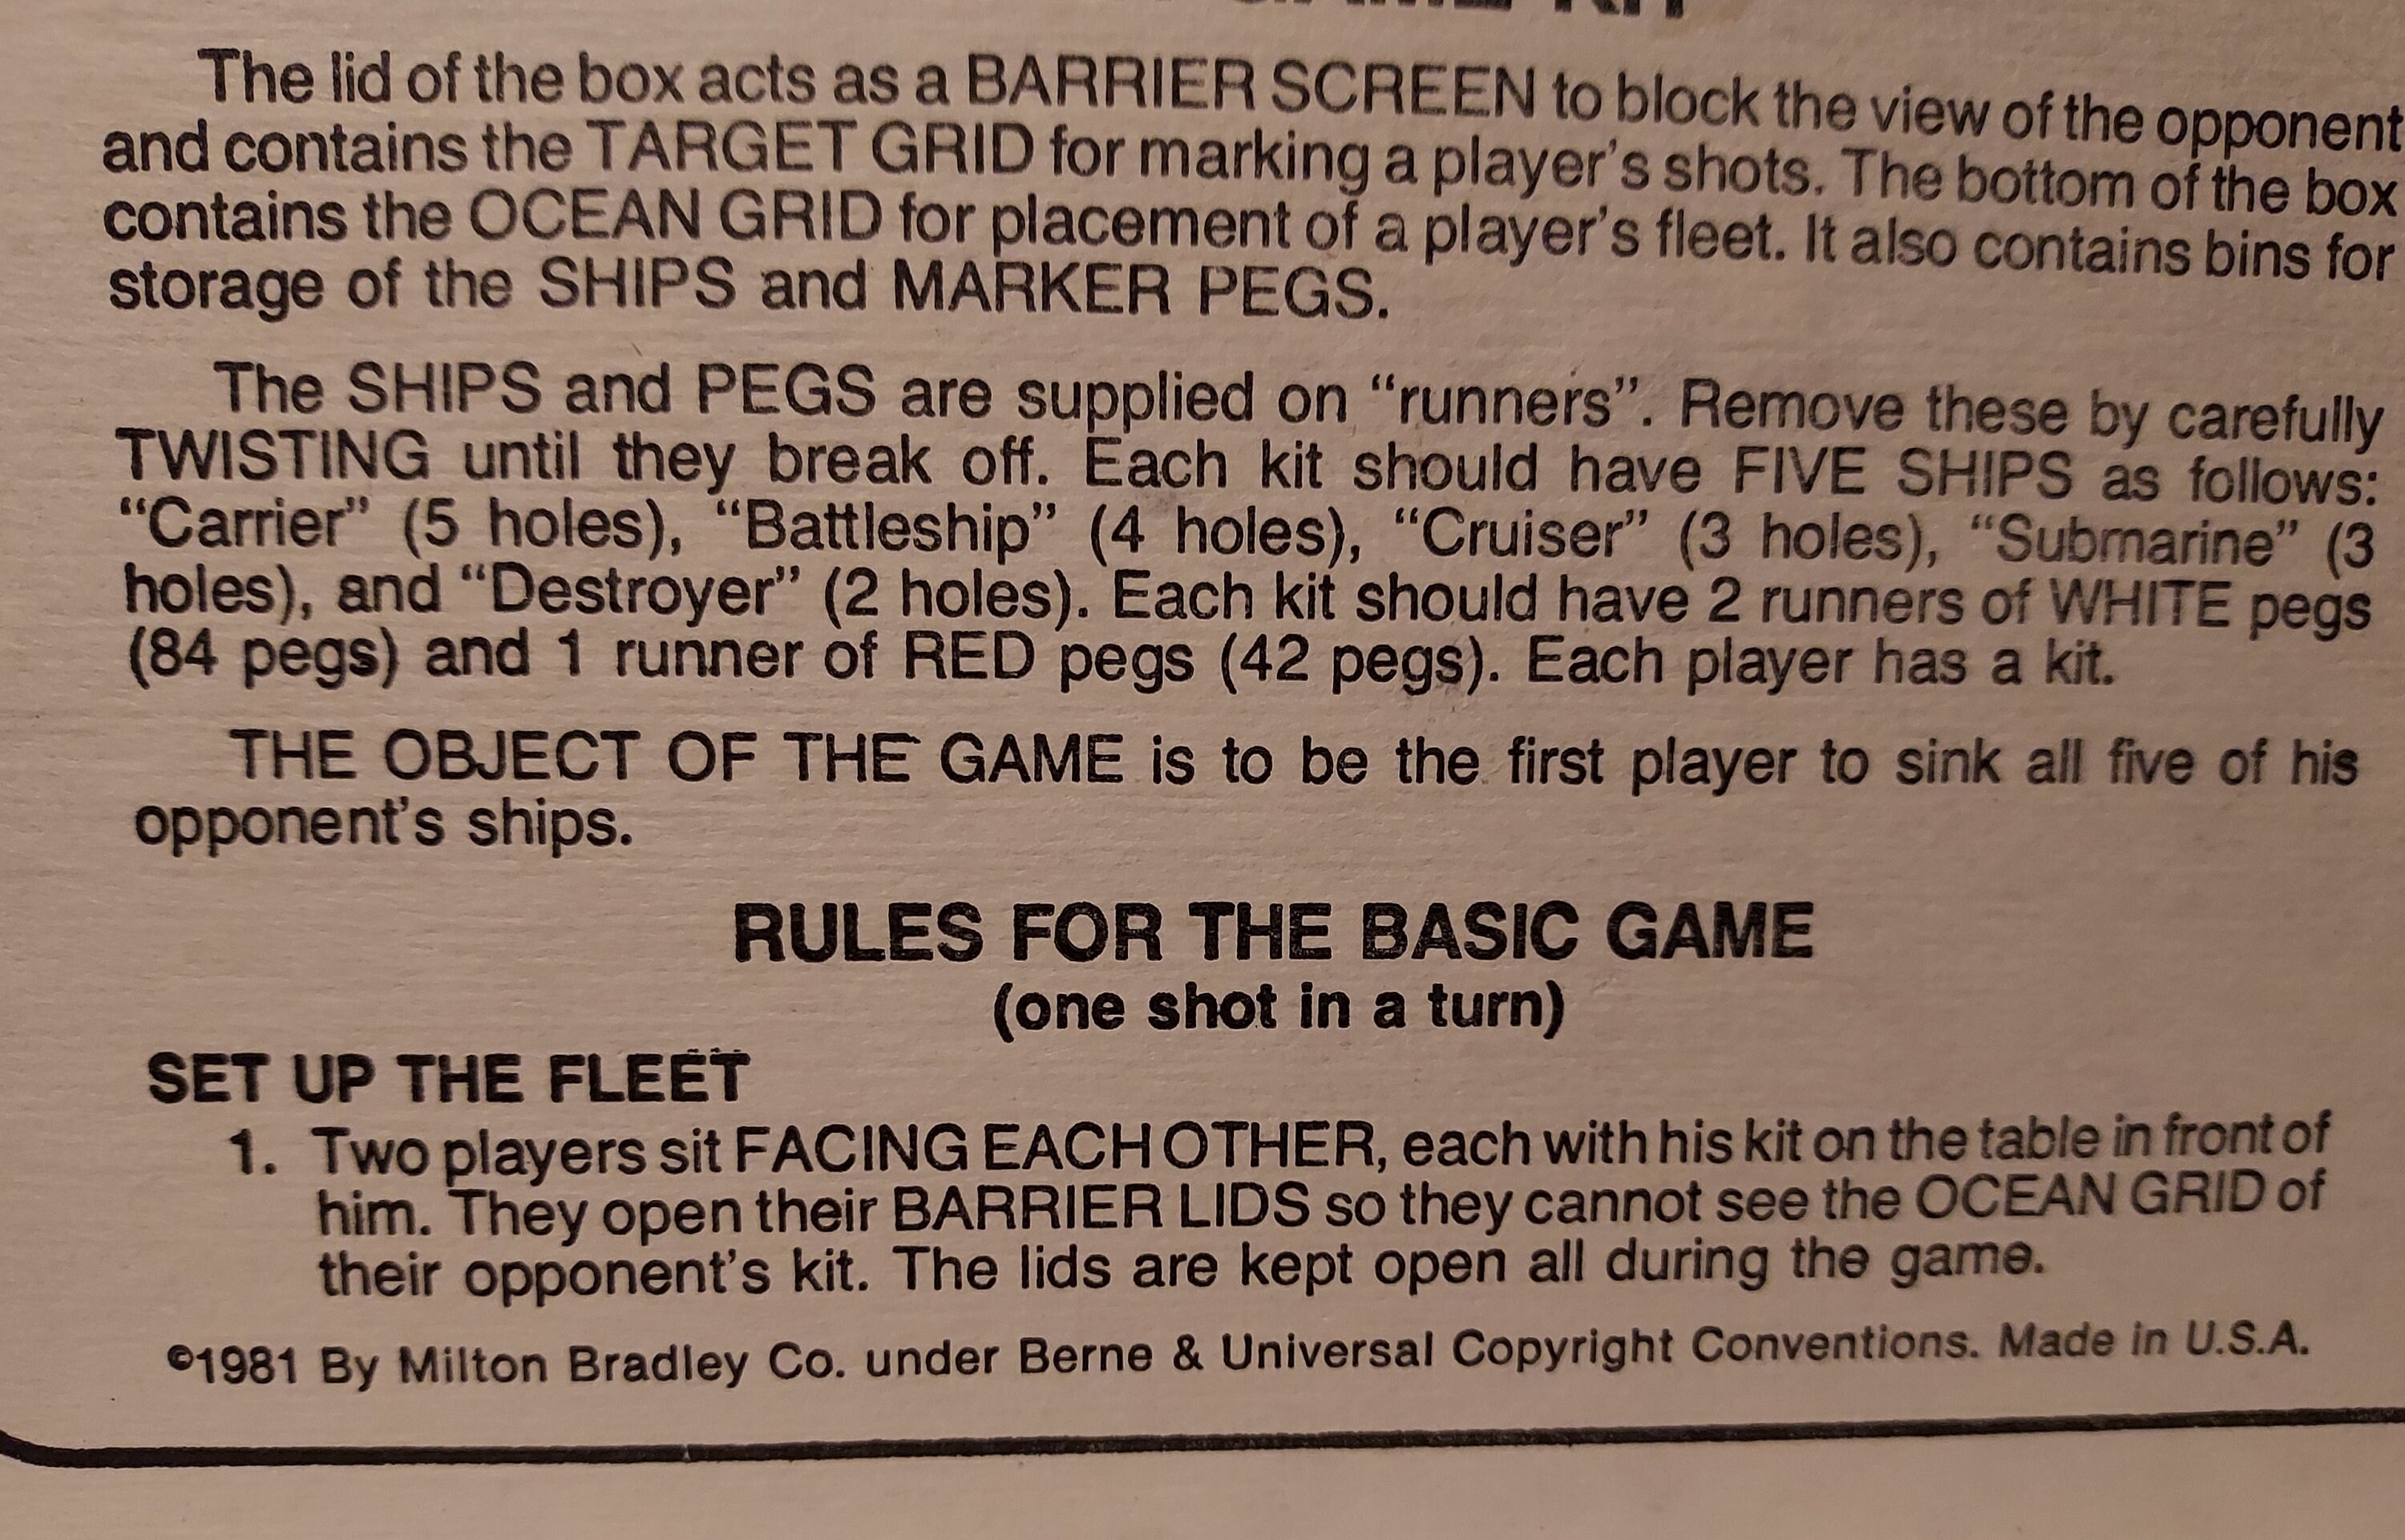 GAME KIT
The lid of the box acts as a BARRIER SCREEN to block the view of the opponent
and contains the TARGET GRID for marking a player's shots. The bottom of the box
contains the OCEAN GRID for placement of a player's fleet. It also contains bins for
storage of the SHIPS and MARKER PEGS.
The SHIPS and PEGS are supplied on “runners”. Remove these by carefully
TWISTING until they break off. Each kit should have FIVE SHIPS as follows:
“Carrier” (5 holes), “Battleship” (4 holes), “Cruiser” (3 holes), “Submarine” (3
holes), and “Destroyer” (2 holes). Each kit should have 2 runners of WHITE pegs
(84 pegs) and 1 runner of RED pegs (42 pegs). Each player has a kit.
THE OBJECT OF THE GAME is to be the first player to sink all five of his
opponent's ships.
RULES FOR THE BASIC GAME
(one shot in a turn)
SET UP THE FLEET
1. Two players sit FACING EACH OTHER, each with his kit on the table in front of
him. They open their BARRIER LIDS so they cannot see the OCEAN GRID of
their opponent's kit. The lids are kept open all during the game.
©1981 By Milton Bradley Co. under Berne & Universal Copyright Conventions. Made in U.S.A.